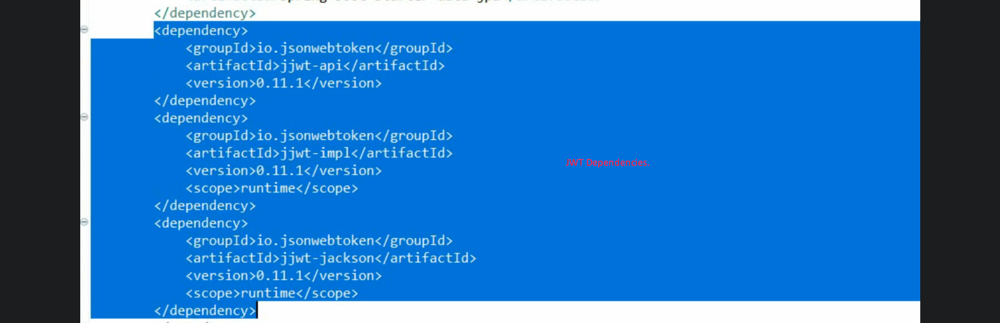 </dependency>
<dependency>
<groupId>io.jsonwebtoken</groupId>
<artifactId>jjwt-api</artifactId>
<version>0.11.1</version>
</dependency>
<dependency>
<groupId>io.jsonwebtoken</groupId>
<artifactId>jjwt-impl</artifactId>
JWT Dependencies.
<version>0.11.1</version>
<scope>runtime</scope>
</dependency>
<dependency>
<groupId>io.jsonwebtoken</groupId>
<artifactId>jjwt-jackson</artifactId>
<version>0.11.1</version>
<scope>runtime</scope>
</dependency>